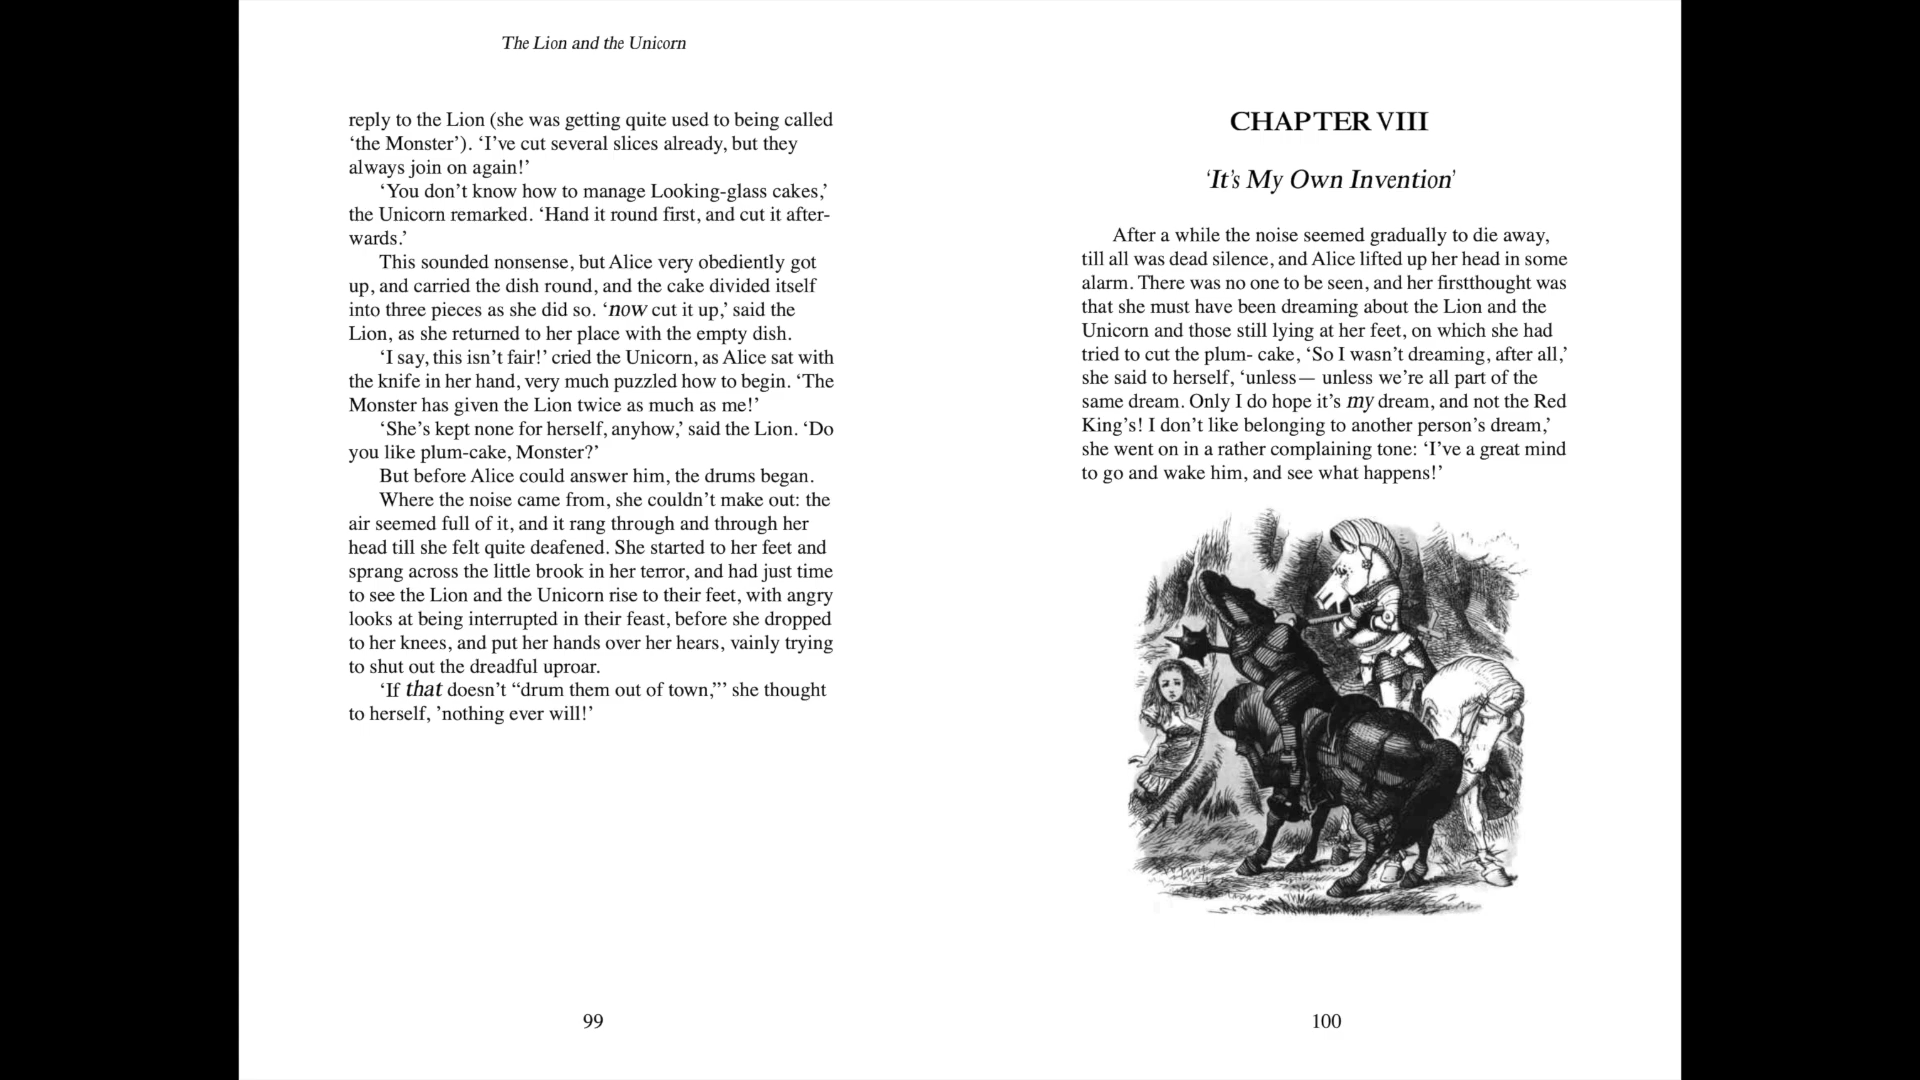 The Lion and the Unicorn
reply to the Lion (she was getting quite used to being called
‘the Monster’). ‘I’ve cut several slices already, but they
always join on again!’
‘You don’t know how to manage Looking-glass cakes,’
the Unicorn remarked. ‘Hand it round first, and cut it after-
wards.’
This sounded nonsense, but Alice very obediently got
up, and carried the dish round, and the cake divided itself
into three pieces as she did so. ‘now cut it up,’ said the
Lion, as she returned to her place with the empty dish.
‘I say, this isn’t fair!’ cried the Unicorn, as Alice sat with
the knife in her hand, very much puzzled how to begin. ‘The
Monster has given the Lion twice as much as me!’
‘She’s kept none for herself, anyhow,’ said the Lion. ‘Do
you like plum-cake, Monster?’
But before Alice could answer him, the drums began.
Where the noise came from, she couldn’t make out: the
air seemed full of it, and it rang through and through her
head till she felt quite deafened. She started to her feet and
sprang across the little brook in her terror, and had just time
to see the Lion and the Unicorn rise to their feet, with angry
looks at being interrupted in their feast, before she dropped
to her knees, and put her hands over her hears, vainly trying
to shut out the dreadful uproar.
‘If that doesn’t “drum them out of town,”’ she thought
to herself, ’nothing ever will!’
99
CHAPTER VIII
‘It’s My Own Invention’
After a while the noise seemed gradually to die away,
till all was dead silence, and Alice lifted up her head in some
alarm. There was no one to be seen, and her firstthought was
that she must have been dreaming about the Lion and the
Unicorn and those still lying at her feet, on which she had
tried to cut the plum- cake, ‘So I wasn’t dreaming, after all,’
she said to herself, ‘unless— unless we’re all part of the
same dream. Only I do hope it’s my dream, and not the Red
King’s! I don’t like belonging to another person’s dream,’
she went on in a rather complaining tone: ‘I’ve a great mind
to go and wake him, and see what happens!’
100